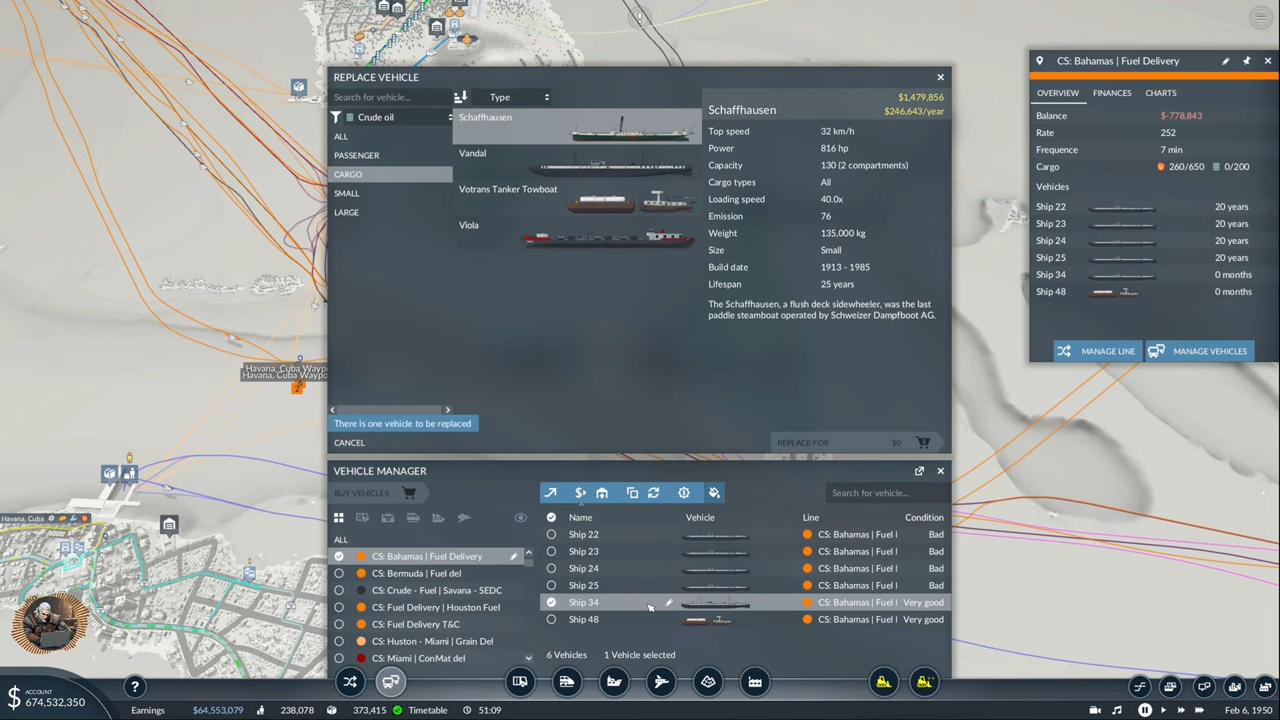 REPLACE VEHICLE
Search for vehicle...
Type
Crude oil
ALL
PASSENGER
CARGO
SMALL
LARGE
Schaffhausen
Vandal
Votrans Tanker Towboat
Viola
$1,479,856
Schaffhausen
$246,643/year
Top speed 32 km/h
Power 816 hp
Capacity 130 (2 compartments)
Cargo types All
Loading speed 40.0x
Emission 76
Weight 135,000 kg
Size Small
Build date 1913 - 1985
Lifespan 25 years
The Schaffhausen, a flush deck sidewheeler, was the last
paddle steamboat operated by Schweizer Dampfboot AG.
There is one vehicle to be replaced
CANCEL
REPLACE FOR $0
CS: Bahamas | Fuel Delivery
OVERVIEW FINANCES CHARTS
Balance $-778,843
Rate 252
Frequency 7 min
Cargo 260/650 0/200
Vehicles
Ship 22 20 years
Ship 23 20 years
Ship 24 20 years
Ship 25 20 years
Ship 34 0 months
Ship 48 0 months
MANAGE LINE MANAGE VEHICLES
Havana, Cuba Waypo
Havana, Cuba Waypo
Havana, Cuba
VEHICLE MANAGER
BUY VEHICLES
Search for vehicle...
ALL
CS: Bahamas | Fuel Delivery
CS: Bermuda | Fuel del
CS: Crude - Fuel | Savana - SEDC
CS: Fuel Delivery | Houston Fuel
CS: Fuel Delivery T&C
CS: Huston - Miami | Grain Del
CS: Miami | ConMat del
Name Vehicle Line Condition
Ship 22 CS: Bahamas | Fuel I Bad
Ship 23 CS: Bahamas | Fuel I Bad
Ship 24 CS: Bahamas | Fuel I Bad
Ship 25 CS: Bahamas | Fuel I Bad
Ship 34 CS: Bahamas | Fuel I Very good
Ship 48 CS: Bahamas | Fuel I Very good
6 Vehicles 1 Vehicle selected
$ ACCOUNT
674,532,350
?
Earnings $64,553,079 238,078 373,415 Timetable 51:09
Feb 6, 1950